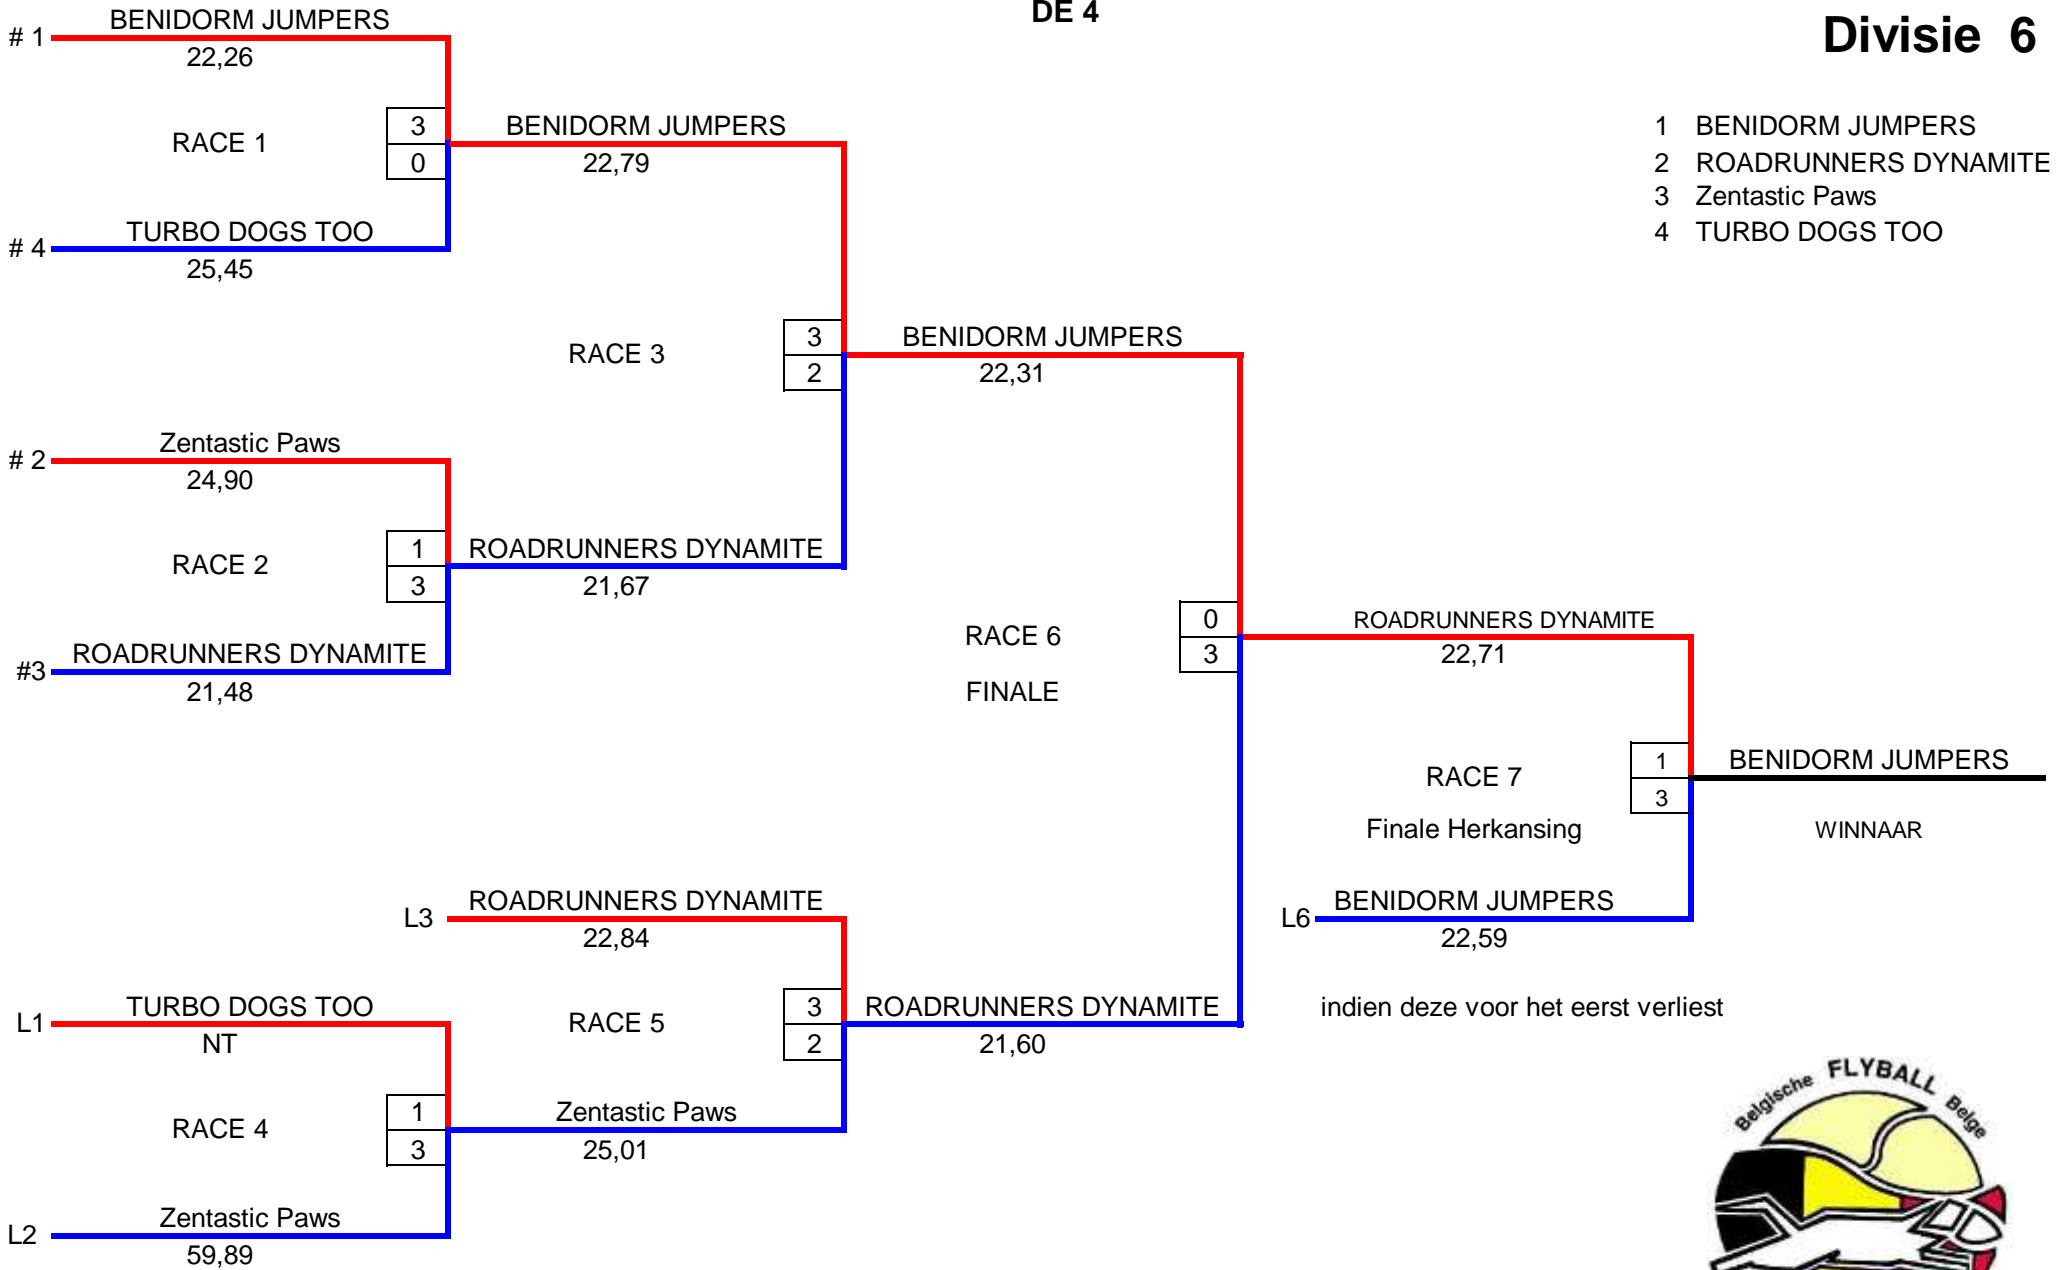 DE 4
Divisie 6
# 1
BENIDORM JUMPERS
22,26
RACE 1
3
0
BENIDORM JUMPERS
22,79
1 BENIDORM JUMPERS
2 ROADRUNNERS DYNAMITE
3 Zentastic Paws
4 TURBO DOGS TOO
# 4
TURBO DOGS TOO
25,45
RACE 3
3
2
BENIDORM JUMPERS
22,31
# 2
Zentastic Paws
24,90
RACE 2
1
3
ROADRUNNERS DYNAMITE
21,67
#3
ROADRUNNERS DYNAMITE
21,48
RACE 6
FINALE
0
3
ROADRUNNERS DYNAMITE
22,71
RACE 7
Finale Herkansing
1
3
BENIDORM JUMPERS
WINNAAR
L3
ROADRUNNERS DYNAMITE
22,84
L6
BENIDORM JUMPERS
22,59
L1
TURBO DOGS TOO
NT
RACE 5
3
2
ROADRUNNERS DYNAMITE
21,60
indien deze voor het eerst verliest
RACE 4
1
3
Zentastic Paws
25,01
L2
Zentastic Paws
59,89
Belgische FLYBALL Belge